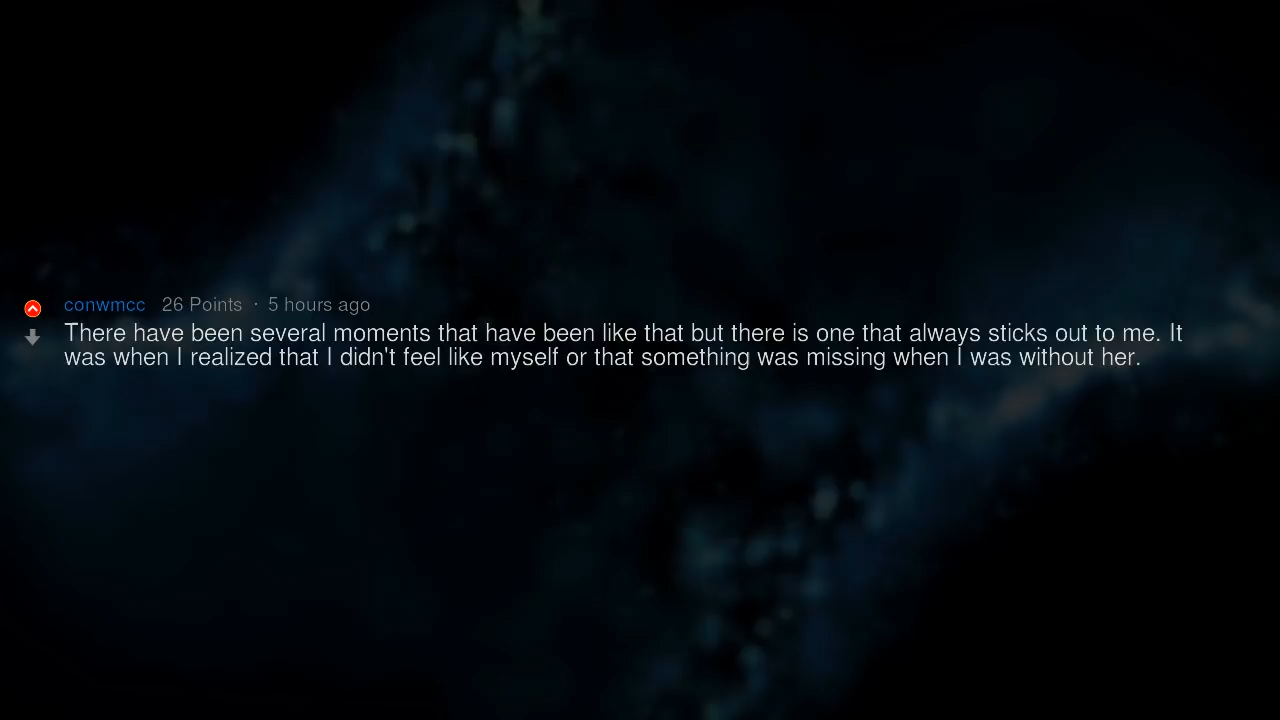 conwmcc 26 Points · 5 hours ago
There have been several moments that have been like that but there is one that always sticks out to me. It
was when I realized that I didn't feel like myself or that something was missing when I was without her.